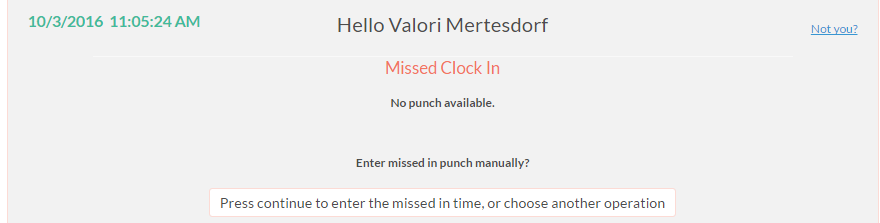 10/3/2016 11:05:24 AM
Hello Valori Mertesdorf
Not you?
Missed Clock In
No punch available.
Enter missed in punch manually?
Press continue to enter the missed in time, or choose another operation